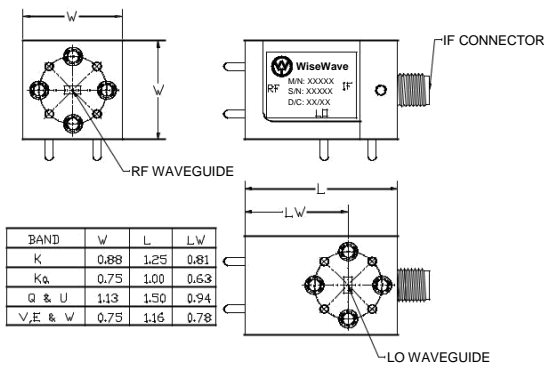 W
W
IF CONNECTOR
WiseWave
M/N: XXXXX
RF IF
S/N: XXXXX
D/C: XX/XX
LO
RF WAVEGUIDE
L
LW
BAND W L LW
K 0.88 1.25 0.81
Ka 0.75 1.00 0.63
Q & U 1.13 1.50 0.94
V,E & W 0.75 1.16 0.78
LO WAVEGUIDE